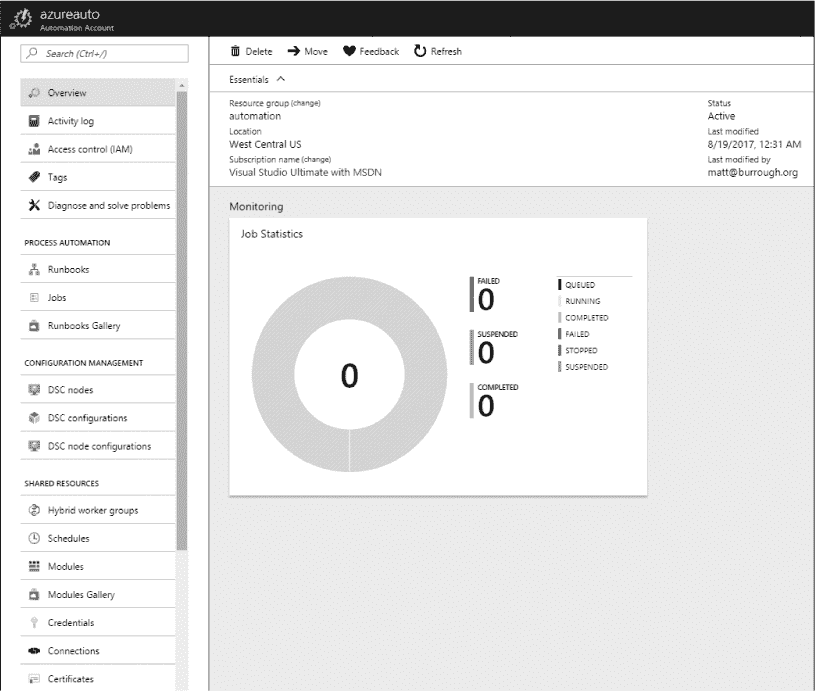 azureauto
Automation Account
Search (Ctrl+/)
Overview
Activity log
Access control (IAM)
Tags
Diagnose and solve problems
PROCESS AUTOMATION
Runbooks
Jobs
Runbooks Gallery
CONFIGURATION MANAGEMENT
DSC nodes
DSC configurations
DSC node configurations
SHARED RESOURCES
Hybrid worker groups
Schedules
Modules
Modules Gallery
Credentials
Connections
Certificates
Delete Move Feedback Refresh
Essentials
Resource group (change)
automation
Location
West Central US
Subscription name (change)
Visual Studio Ultimate with MSDN
Status
Active
Last modified
8/19/2017, 12:31 AM
Last modified by
matt@burrough.org
Monitoring
Job Statistics
0
FAILED
0
SUSPENDED
0
COMPLETED
0
QUEUED
RUNNING
COMPLETED
FAILED
STOPPED
SUSPENDED